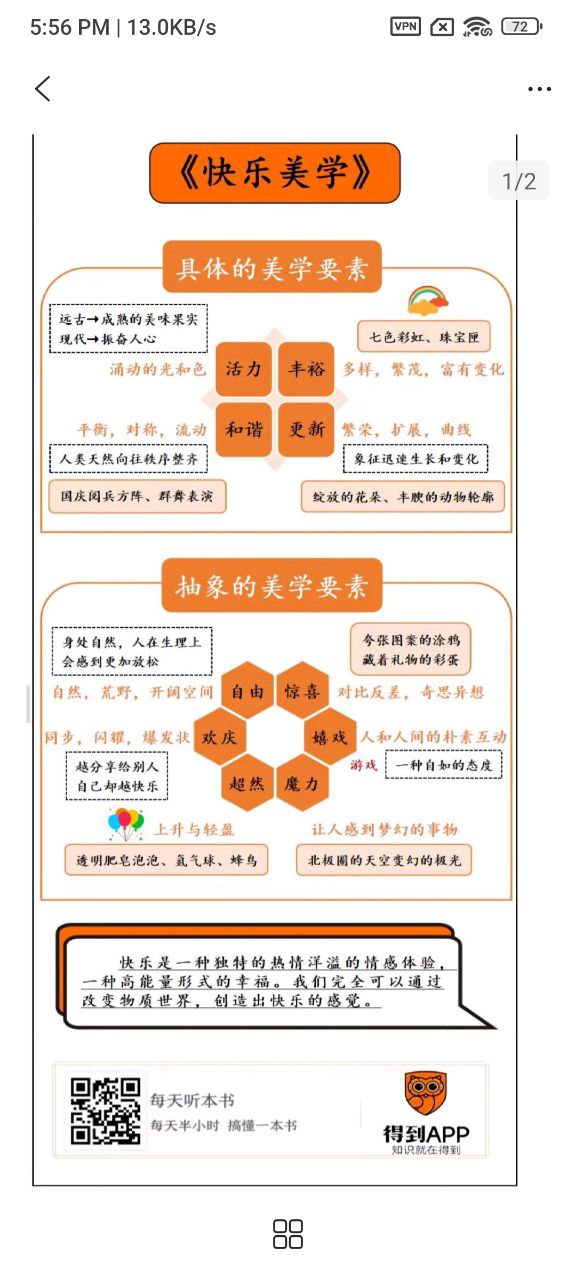 5:56 PM | 13.0KB/s
VPN
72
1/2
《快乐美学》
具体的美学要素
远古→成熟的美味果实
现代→振奋人心
七色彩虹、珠宝匣
涌动的光和色
活力
丰裕
多样，繁茂，富有变化
平衡，对称，流动
和谐
更新
繁荣，扩展，曲线
人类天然向往秩序整齐
象征迅速生长和变化
国庆阅兵方阵、群舞表演
绽放的花朵、丰腴的动物轮廓
抽象的美学要素
身处自然，人在生理上
会感到更加放松
夸张图案的涂鸦
藏着礼物的彩蛋
自然，荒野，开阔空间
自由
惊喜
对比反差，奇思异想
同步，闪耀，爆发状
欢庆
嬉戏
人和人间的朴素互动
越分享给别人
自己却越快乐
游戏
一种自如的态度
超然
魔力
上升与轻盈
让人感到梦幻的事物
透明肥皂泡泡、氢气球、蜂鸟
北极圈的天空变幻的极光
快乐是一种独特的热情洋溢的情感体验，
一种高能量形式的幸福。我们完全可以通过
改变物质世界，创造出快乐的感觉。
每天听本书
每天半小时 搞懂一本书
得到APP
知识就在得到